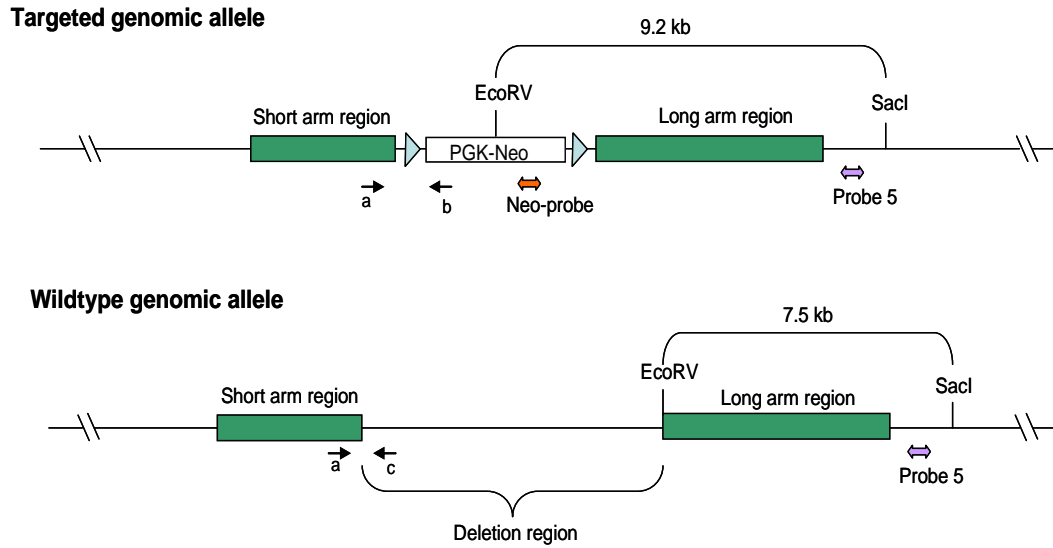 Targeted genomic allele
9.2 kb
EcoRV
SacI
Short arm region
Long arm region
PGK-Neo
a
b
Neo-probe
Probe 5
Wildtype genomic allele
7.5 kb
EcoRV
SacI
Short arm region
Long arm region
a
c
Probe 5
Deletion region